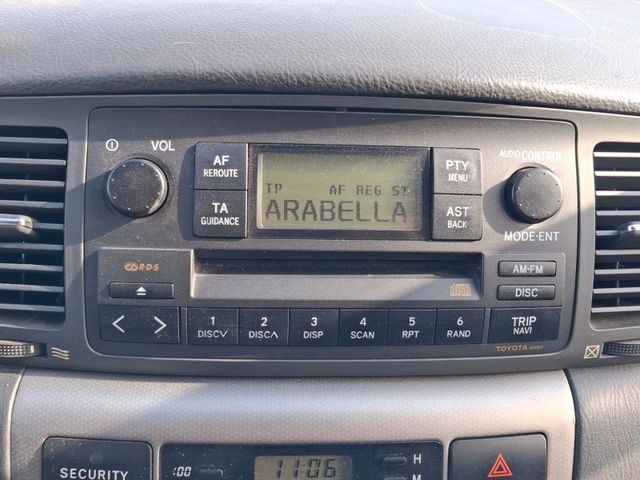 VOL
AF
REROUTE
PTY
MENU
AUDIO CONTROL
TP AF REG ST
ARABELLA
TA
GUIDANCE
AST
BACK
MODE·ENT
CD R·D·S
AM·FM
DISC
1 2 3 4 5 6
DISC∨ DISC∧ DISP SCAN RPT RAND
TRIP
NAVI
TOYOTA
SECURITY
:00
11:06
H
M